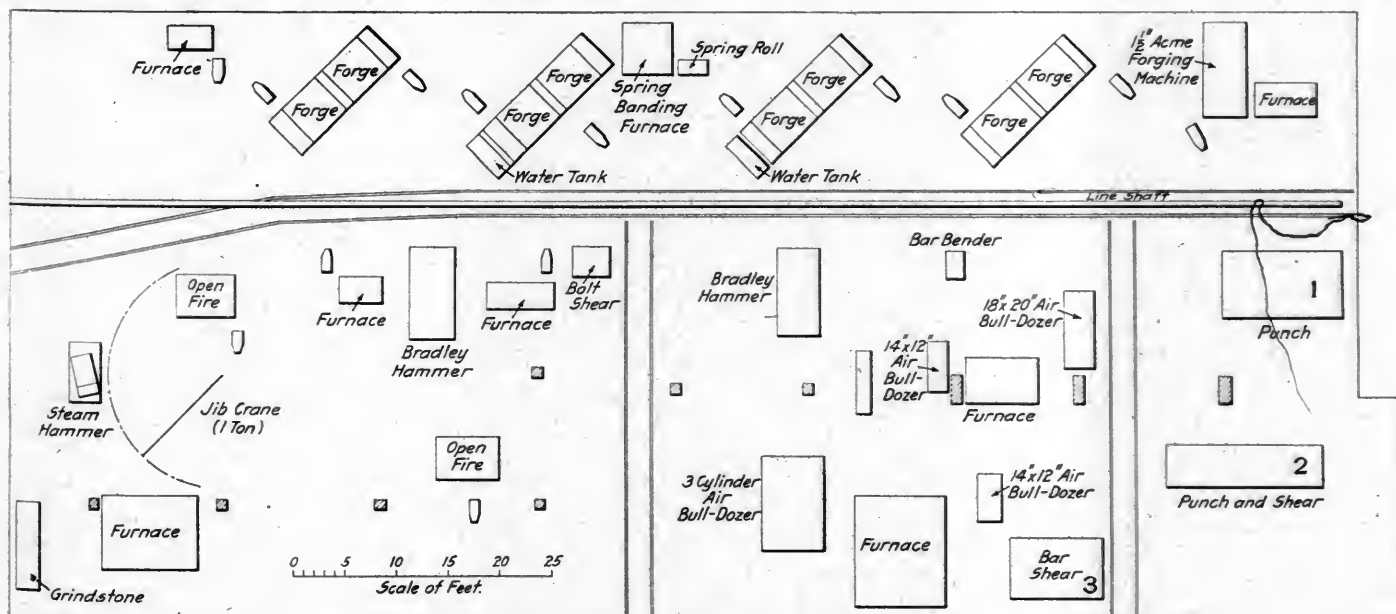 Furnace
Forge
Forge
Forge
Forge
Water Tank
Spring
Banding
Furnace
Spring Roll
Forge
Forge
Water Tank
Forge
Forge
1½" Acme
Forging
Machine
Furnace
Line Shaft
Open
Fire
Furnace
Bradley
Hammer
Furnace
Bolt
Shear
Bradley
Hammer
Bar Bender
18"x20" Air
Bull-Dozer
1
Punch
14"x12"
Air
Bull-
Dozer
Furnace
Steam
Hammer
Jib Crane
(1 Ton)
Open
Fire
3 Cylinder
Air
Bull-Dozer
14"x12" Air
Bull-Dozer
2
Punch and Shear
Furnace
Furnace
Bar
Shear 3
Grindstone
0 5 10 15 20 25
Scale of Feet.